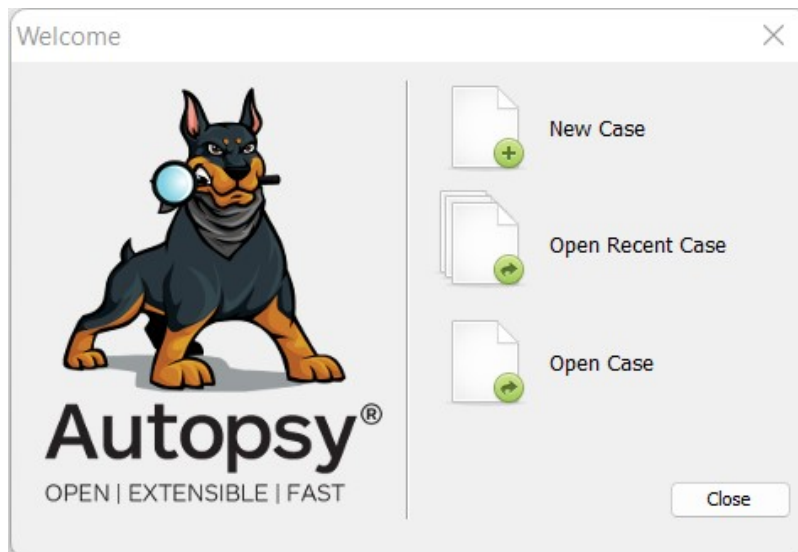 Welcome
New Case
Open Recent Case
Open Case
Autopsy®
OPEN | EXTENSIBLE | FAST
Close